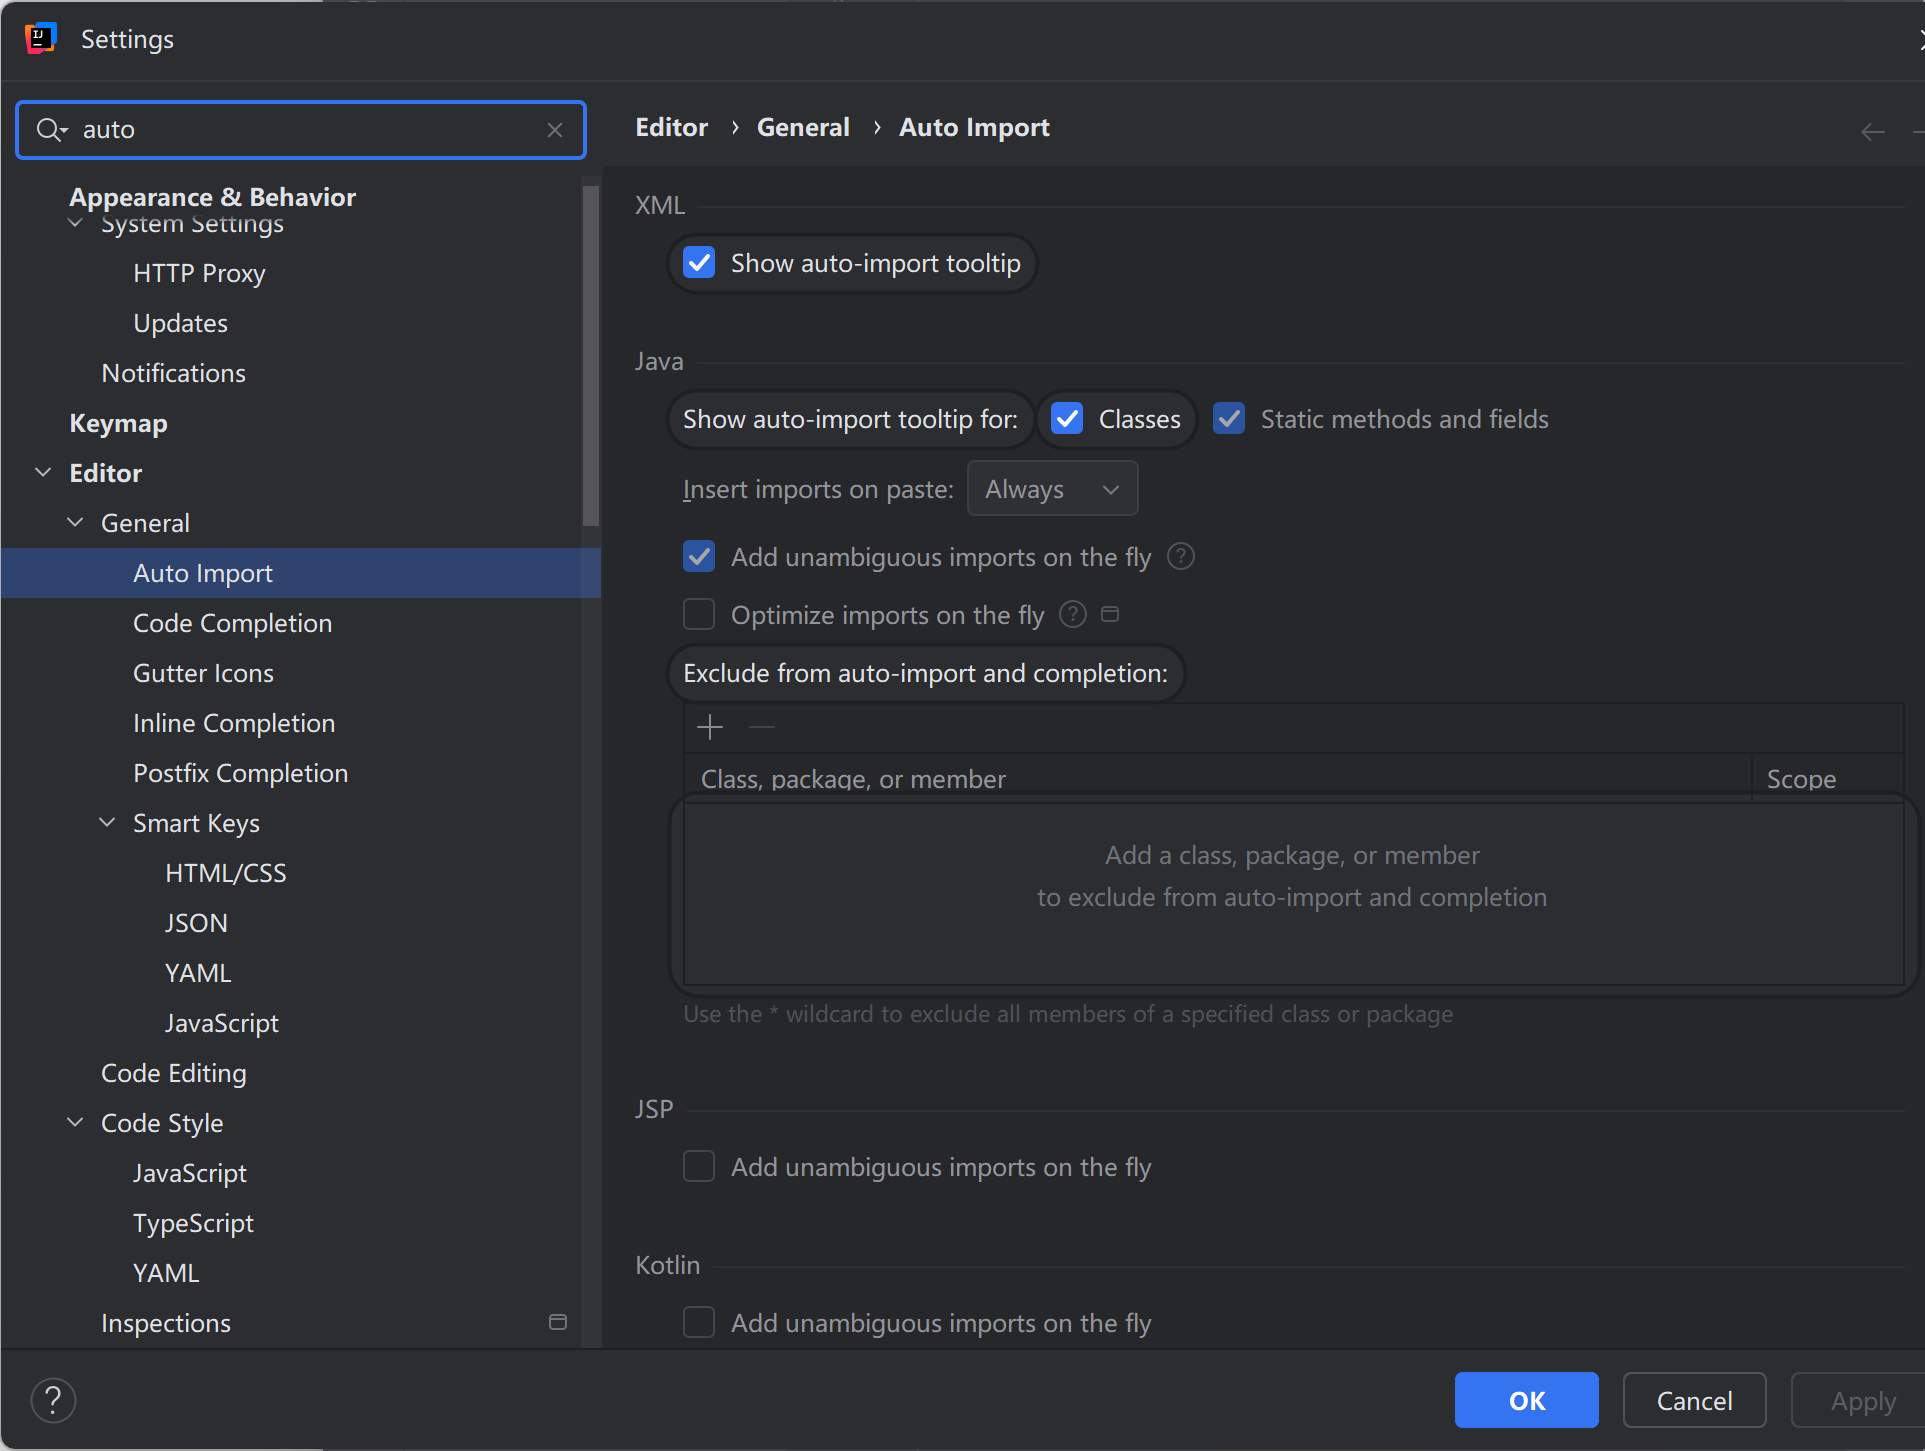 Settings
auto
Appearance & Behavior
System Settings
HTTP Proxy
Updates
Notifications
Keymap
Editor
General
Auto Import
Code Completion
Gutter Icons
Inline Completion
Postfix Completion
Smart Keys
HTML/CSS
JSON
YAML
JavaScript
Code Editing
Code Style
JavaScript
TypeScript
YAML
Inspections
Editor › General › Auto Import
XML
Show auto-import tooltip
Java
Show auto-import tooltip for: Classes Static methods and fields
Insert imports on paste: Always
Add unambiguous imports on the fly ?
Optimize imports on the fly ?
Exclude from auto-import and completion:
Class, package, or member Scope
Add a class, package, or member
to exclude from auto-import and completion
Use the * wildcard to exclude all members of a specified class or package
JSP
Add unambiguous imports on the fly
Kotlin
Add unambiguous imports on the fly
? OK Cancel Apply